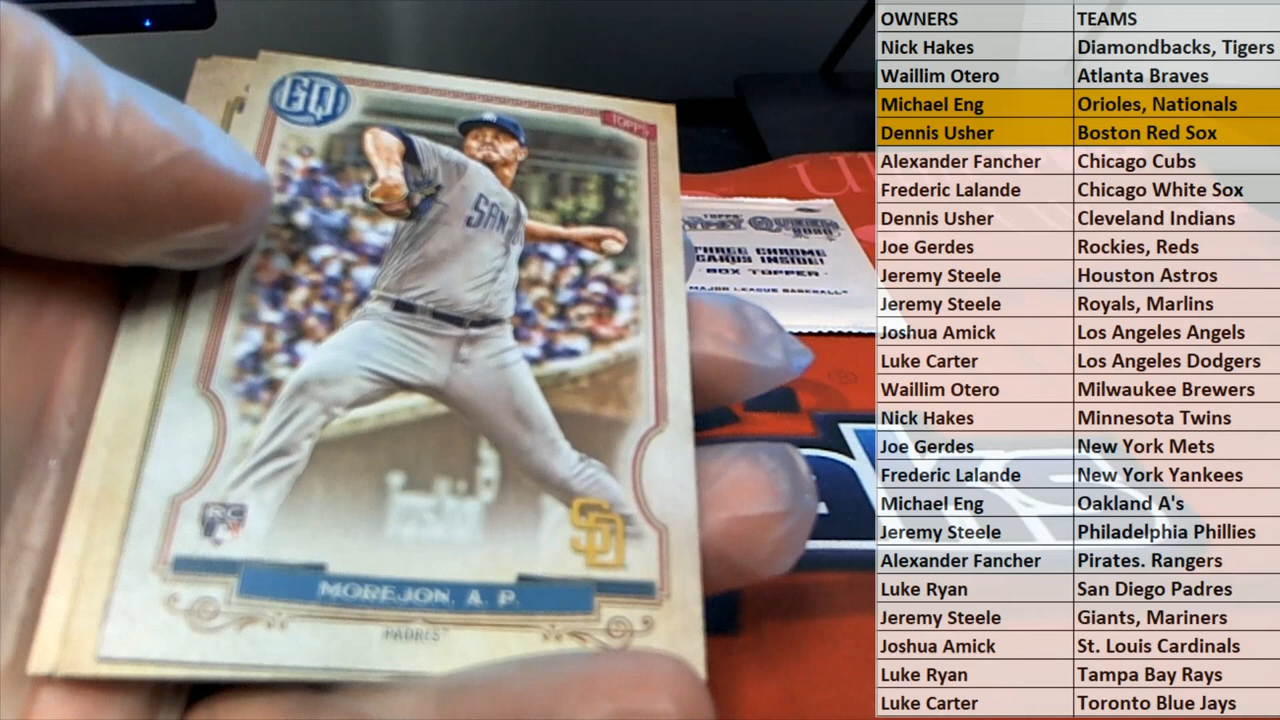 GQ
TOPPS
SAN
RC
SD
MOREJON, A. P.
PADRES
TOPPS
GYPSY QUEEN
2020
THREE CHROME
CARDS INSIDE!
· BOX TOPPER ·
MAJOR LEAGUE BASEBALL
OWNERS TEAMS
Nick Hakes Diamondbacks, Tigers
Waillim Otero Atlanta Braves
Michael Eng Orioles, Nationals
Dennis Usher Boston Red Sox
Alexander Fancher Chicago Cubs
Frederic Lalande Chicago White Sox
Dennis Usher Cleveland Indians
Joe Gerdes Rockies, Reds
Jeremy Steele Houston Astros
Jeremy Steele Royals, Marlins
Joshua Amick Los Angeles Angels
Luke Carter Los Angeles Dodgers
Waillim Otero Milwaukee Brewers
Nick Hakes Minnesota Twins
Joe Gerdes New York Mets
Frederic Lalande New York Yankees
Michael Eng Oakland A's
Jeremy Steele Philadelphia Phillies
Alexander Fancher Pirates. Rangers
Luke Ryan San Diego Padres
Jeremy Steele Giants, Mariners
Joshua Amick St. Louis Cardinals
Luke Ryan Tampa Bay Rays
Luke Carter Toronto Blue Jays